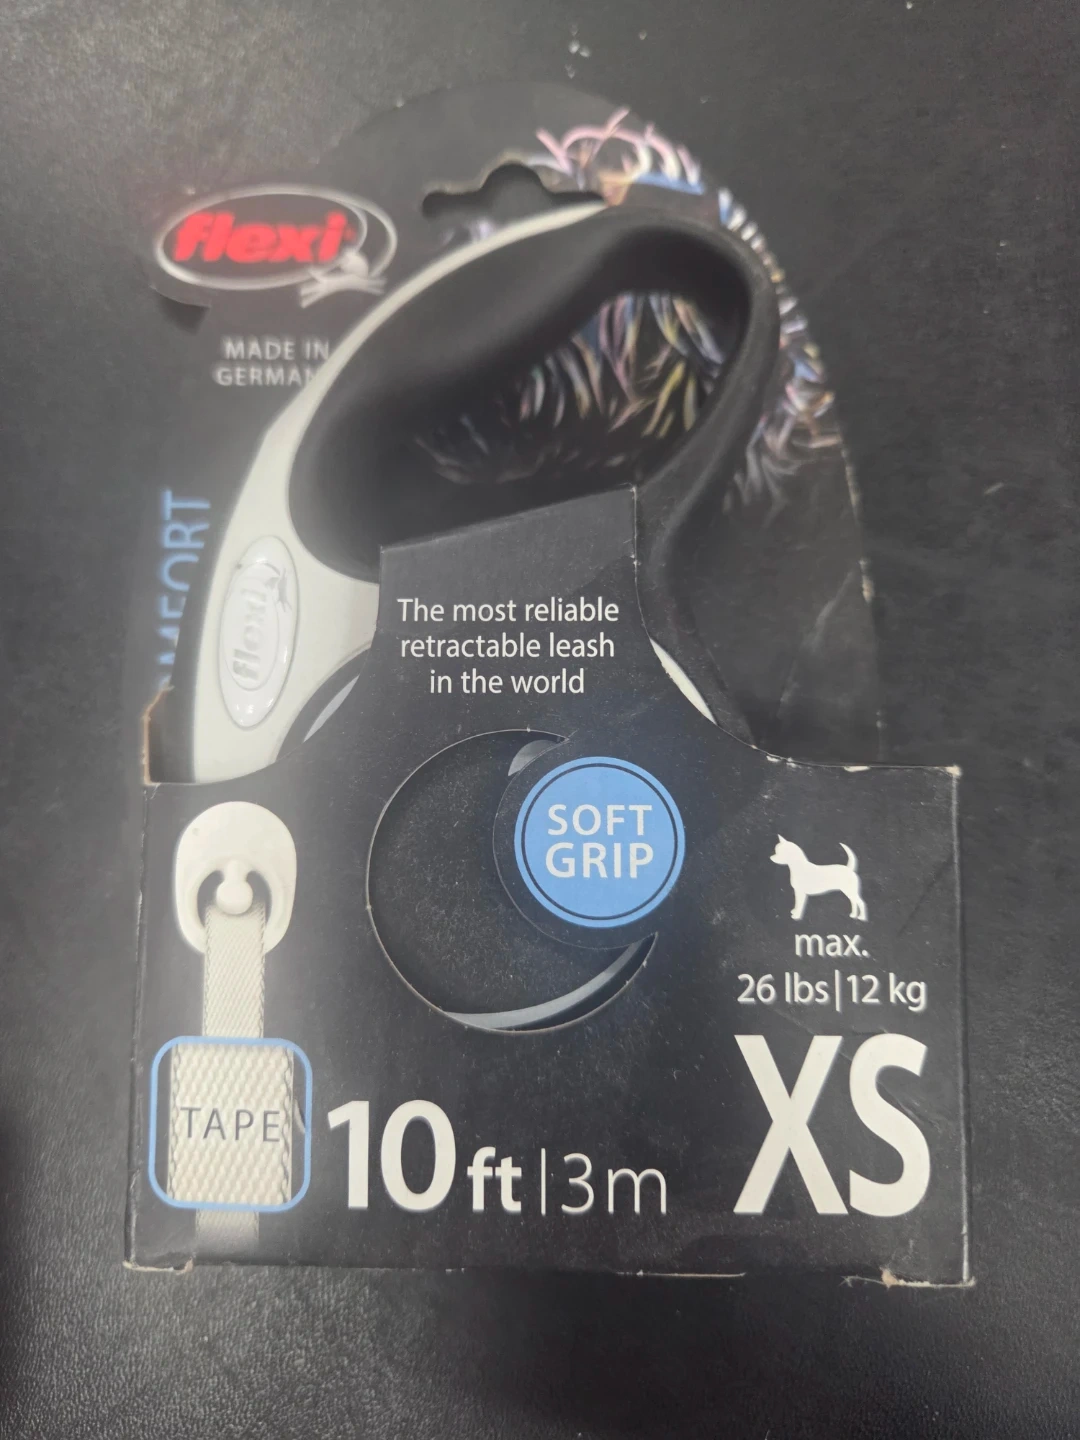 flexi
MADE IN
GERMAN
flexi
The most reliable
retractable leash
in the world
SOFT
GRIP
max.
26 lbs|12 kg
XS
TAPE
10 ft|3m